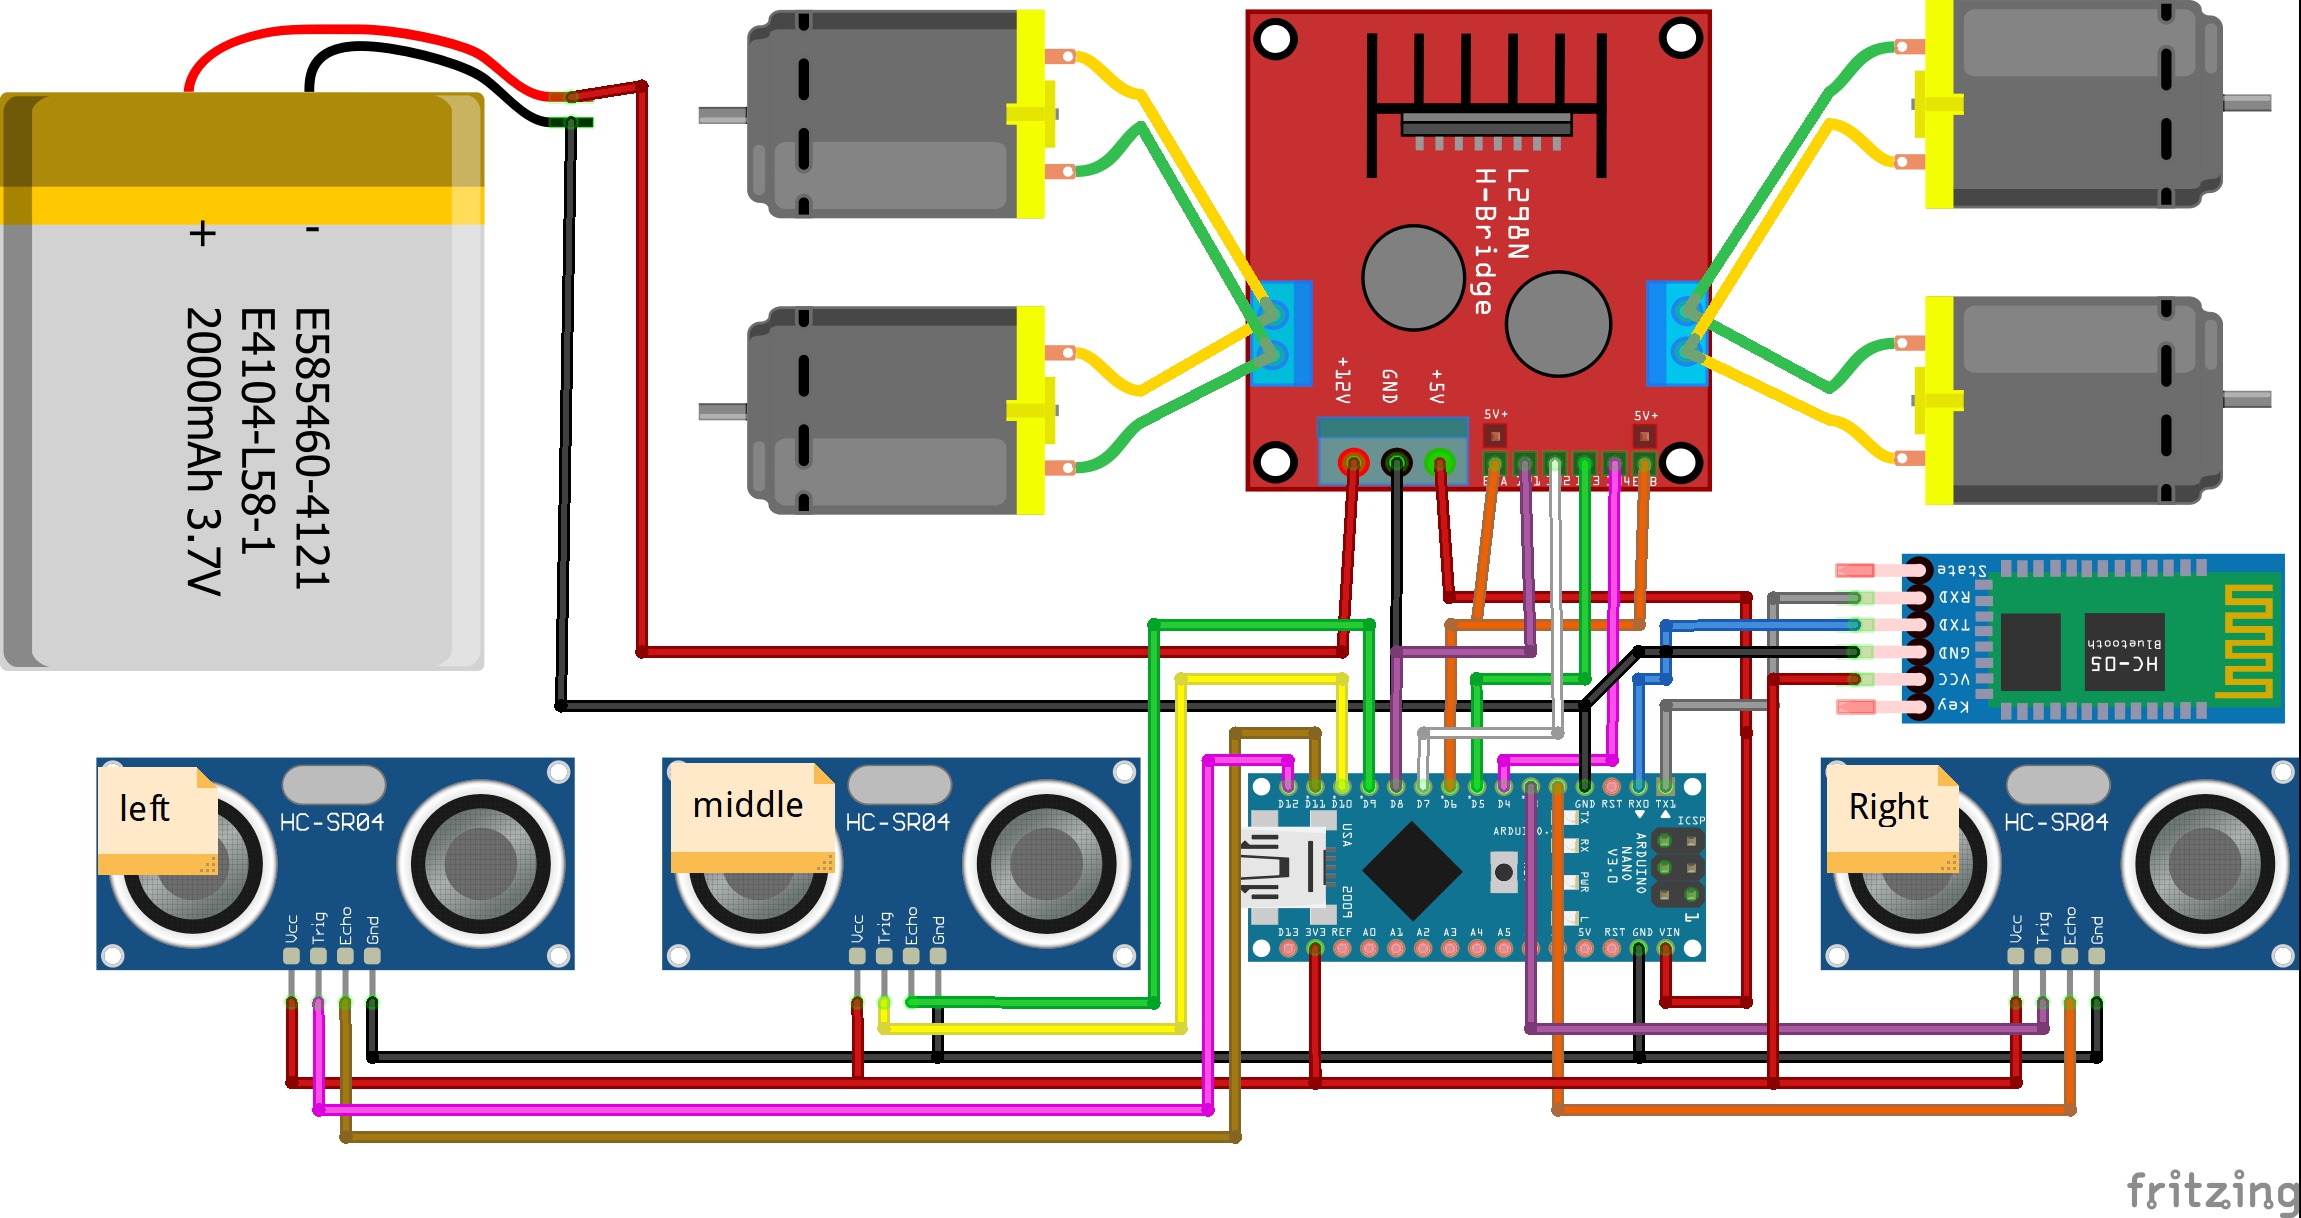 + -
E585460-4121
E4104-L58-1
2000mAh 3.7V
L298N
H-Bridge
+12V
GND
+5V
5V+
5V+
State
RXD
TXD
GND
VCC
Key
HC-05
Bluetooth
left
HC-SR04
Vcc
Trig
Echo
Gnd
middle
HC-SR04
Vcc
Trig
Echo
Gnd
D12 D11 D10 D9 D8 D7 D6 D5 D4 GND RST RX0 TX1
USA
2009
TX
RX
PWR
L
ARDUINO
NANO
V3.0
ICSP
1
D13 3V3 REF A0 A1 A2 A3 A4 A5 5V RST GND VIN
Right
HC-SR04
Vcc
Trig
Echo
Gnd
fritzing